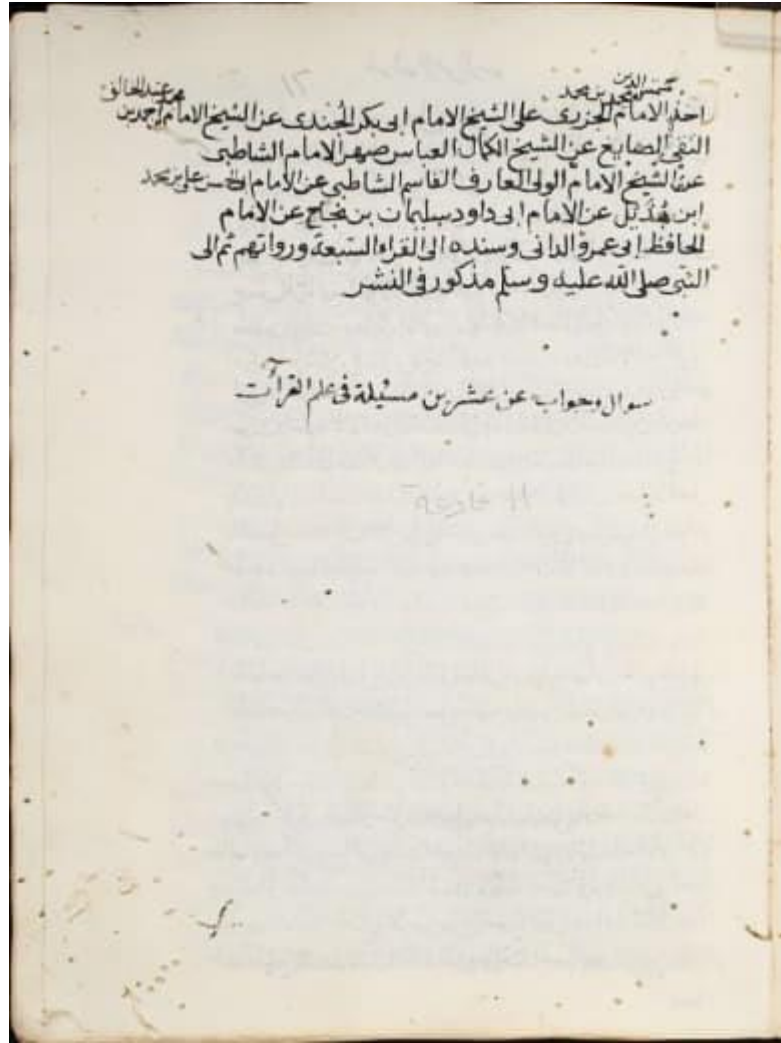 شمس الدين محمد بن محمد
اخذ الامام الجزرى على الشيخ الامام ابى بكر الجندى عن الشيخ الامام محمد بن احمد بن عبد الخالق
التقى الصايغ عن الشيخ الكمال العباس صهر الامام الشاطبى
عن الشيخ الامام الولى العارف القاسم الشاطبى عن الامام على بن محمد
ابن هذيل عن الامام ابى داود سليمان بن نجاح عن الامام
الحافظ ابى عمرو الدانى وسنده الى القراء السبعة ورواتهم ثم الى
النبى صلى الله عليه وسلم مذكور فى النشر
سوال وجواب عن عشرين مسئيلة فى علم القرآت